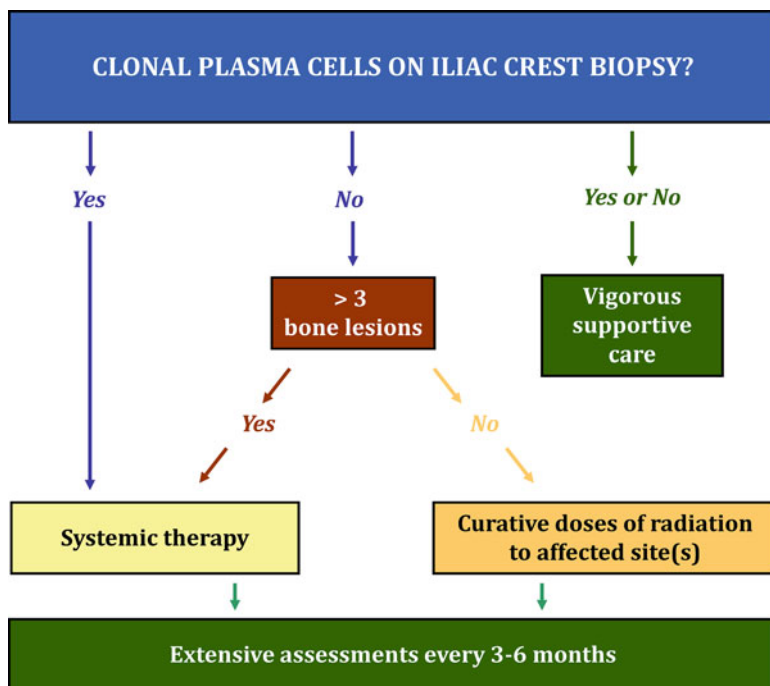 CLONAL PLASMA CELLS ON ILIAC CREST BIOPSY?
Yes
No
Yes or No
> 3
bone lesions
Vigorous
supportive
care
Yes
No
Systemic therapy
Curative doses of radiation
to affected site(s)
Extensive assessments every 3-6 months